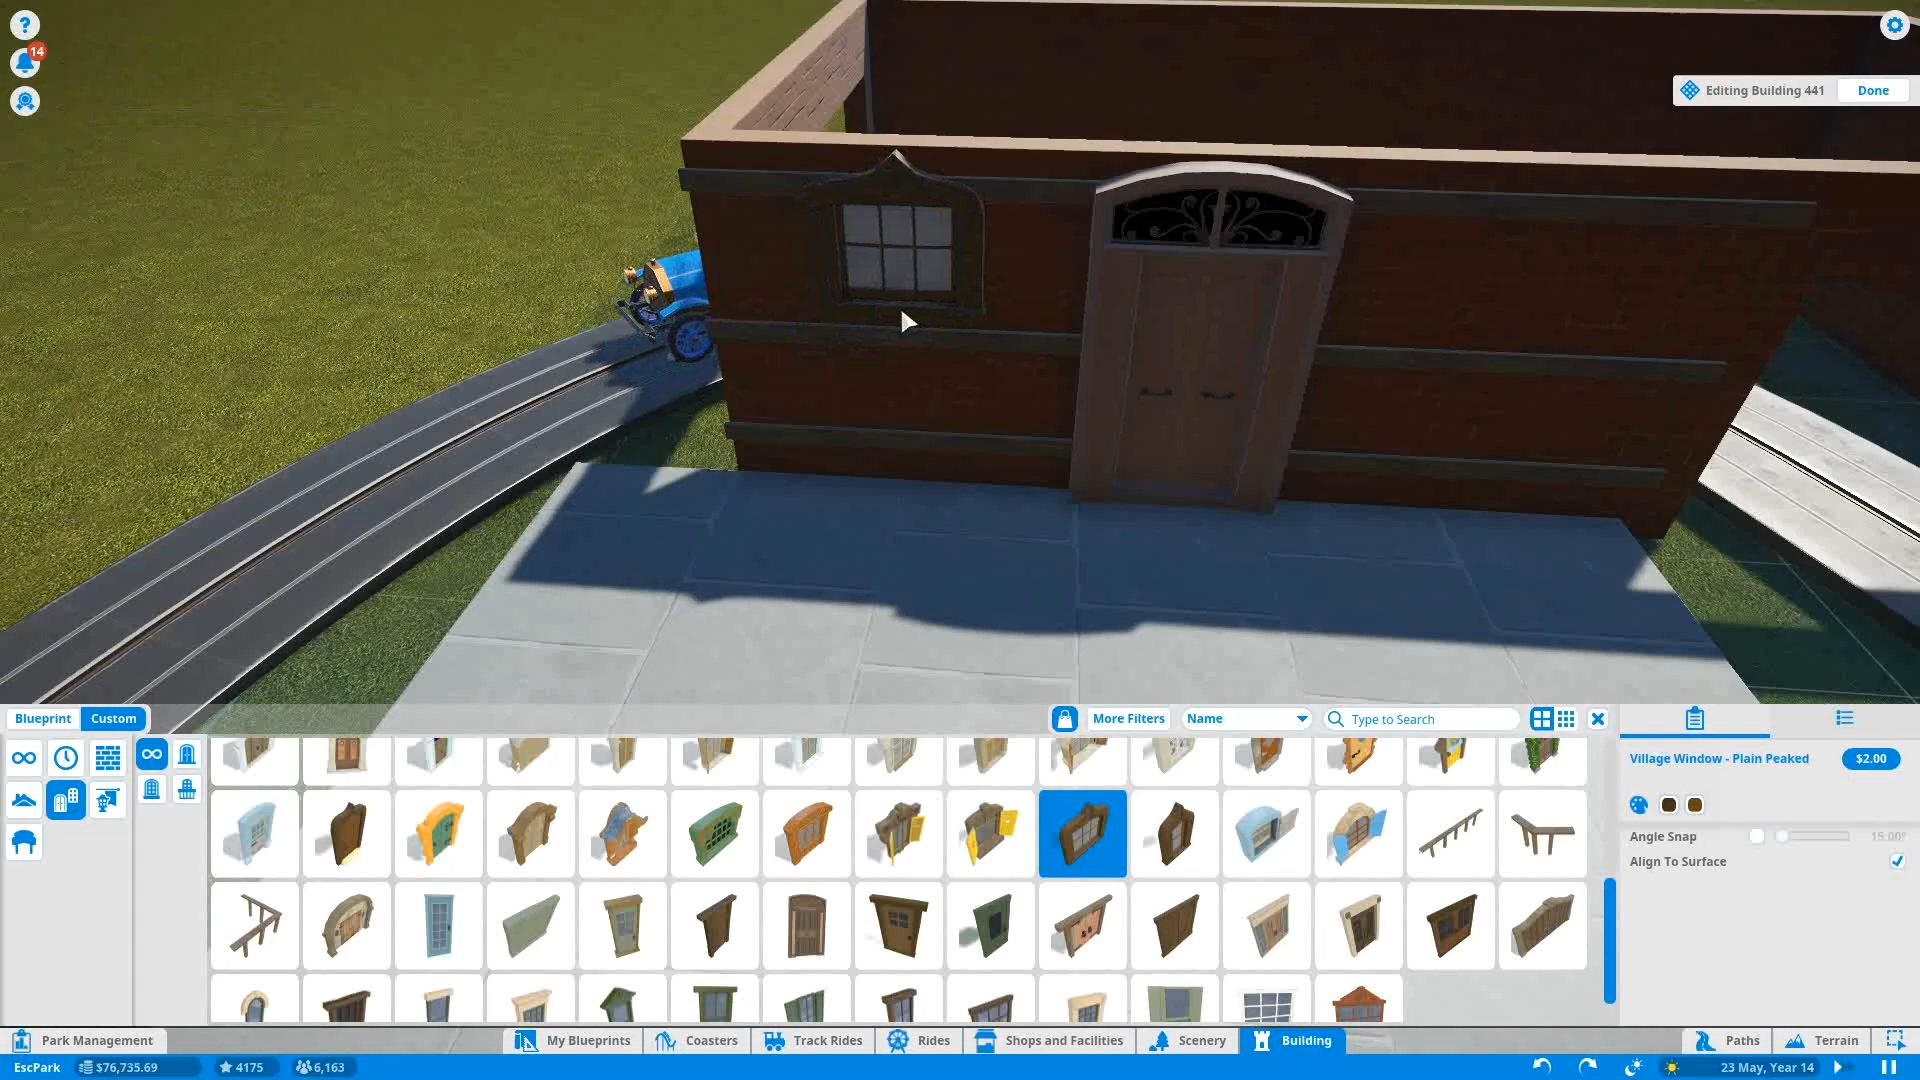 ?
14
Editing Building 441
Done
Blueprint
Custom
More Filters
Name
Type to Search
Village Window - Plain Peaked
$2.00
Angle Snap
15.00°
Align To Surface
Park Management
My Blueprints
Coasters
Track Rides
Rides
Shops and Facilities
Scenery
Building
Paths
Terrain
EscPark
$76,735.69
4175
6,163
23 May, Year 14